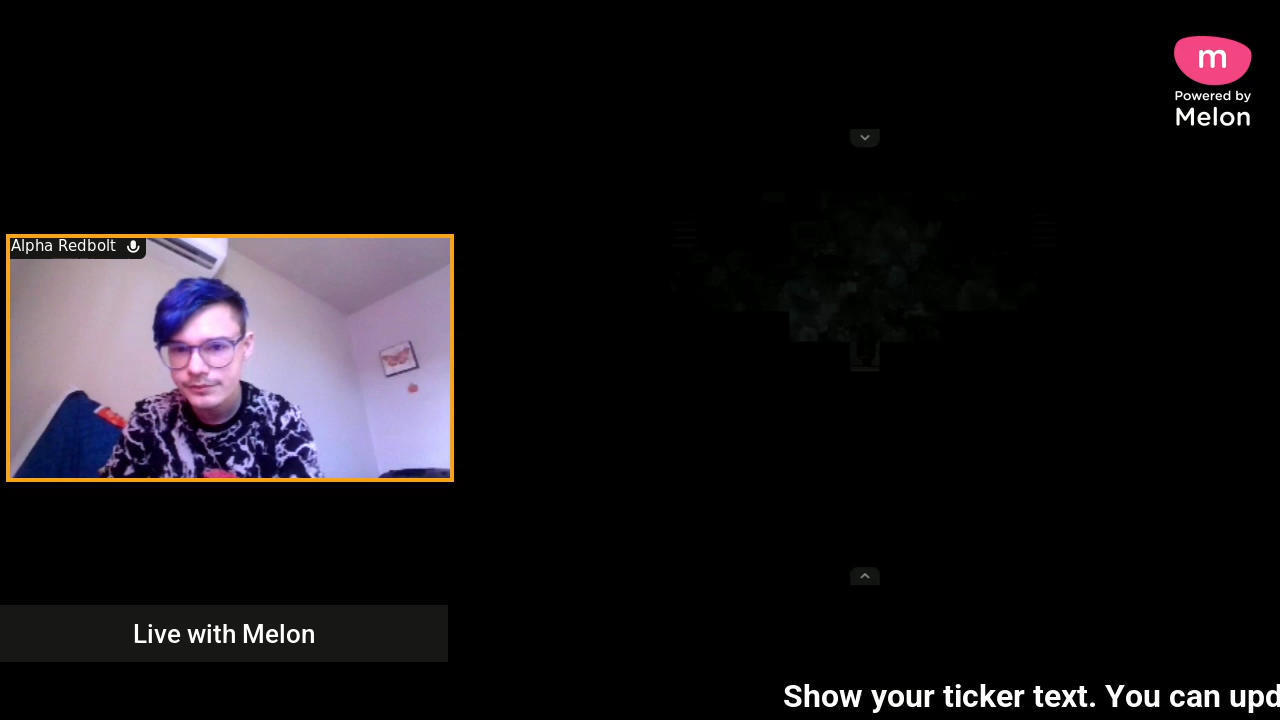 m
Powered by
Melon
Alpha Redbolt
Live with Melon
Show your ticker text. You can upd